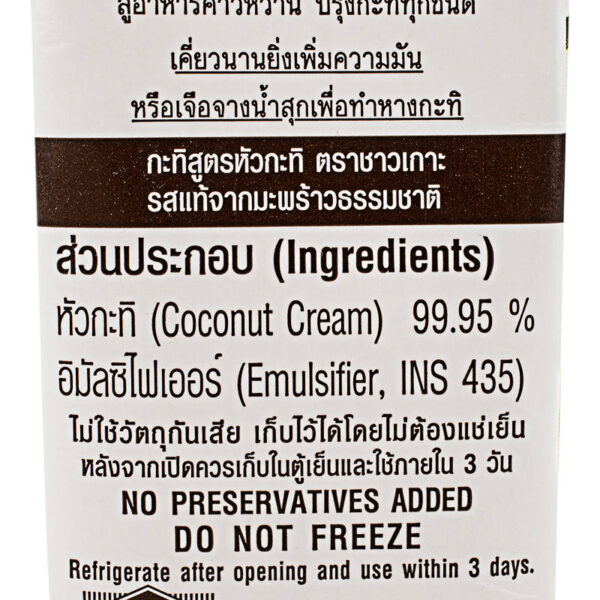 สู่อาหารคาวหวาน ปรุงกะทิทุกชนิด
เคี่ยวนานยิ่งเพิ่มความมัน
หรือเจือจางน้ำสุกเพื่อทำหางกะทิ
กะทิสูตรหัวกะทิ ตราชาวเกาะ
รสแท้จากมะพร้าวธรรมชาติ
ส่วนประกอบ (Ingredients)
หัวกะทิ (Coconut Cream) 99.95 %
อิมัลซิไฟเออร์ (Emulsifier, INS 435)
ไม่ใช้วัตถุกันเสีย เก็บไว้ได้โดยไม่ต้องแช่เย็น
หลังจากเปิดควรเก็บในตู้เย็นและใช้ภายใน 3 วัน
NO PRESERVATIVES ADDED
DO NOT FREEZE
Refrigerate after opening and use within 3 days.